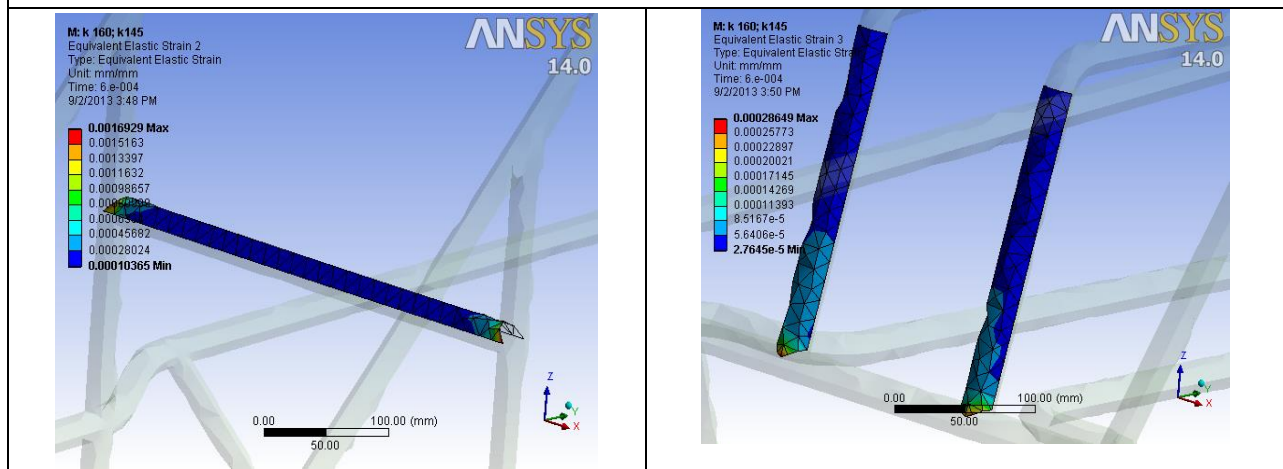 M: k 160; k145
Equivalent Elastic Strain 2
Type: Equivalent Elastic Strain
Unit: mm/mm
Time: 6.e-004
9/2/2013 3:48 PM
ANSYS
14.0
0.0016929 Max
0.0015163
0.0013397
0.0011632
0.00098657
0.00045682
0.00028024
0.00010365 Min
0.00
100.00 (mm)
50.00
Z
Y
X
M: k 160; k145
Equivalent Elastic Strain 3
Type: Equivalent Elastic
Unit: mm/mm
Time: 6.e-004
9/2/2013 3:50 PM
ANSYS
14.0
0.00028649 Max
0.00025773
0.00022897
0.00020021
0.00017145
0.00014269
0.00011393
8.5167e-5
5.6406e-5
2.7645e-5 Min
0.00
100.00 (mm)
50.00
Z
Y
X